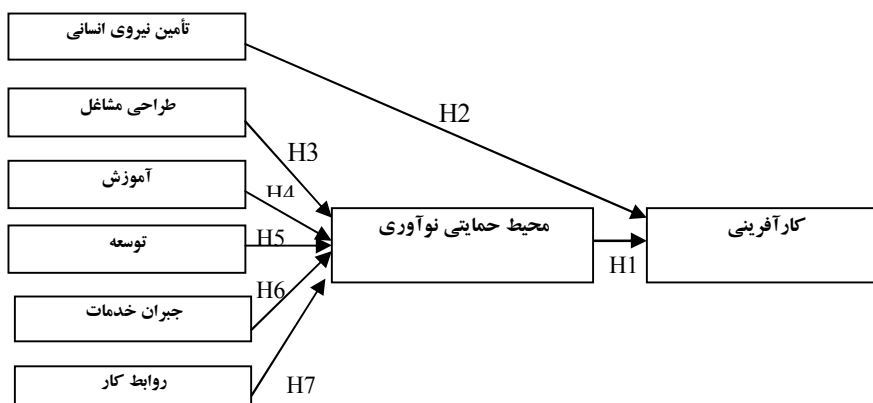 تأمین نیروی انسانی
H2
طراحی مشاغل
H3
آموزش
H4
محیط حمایتی نوآوری
کارآفرینی
توسعه
H5
H1
H6
جبران خدمات
روابط کار
H7